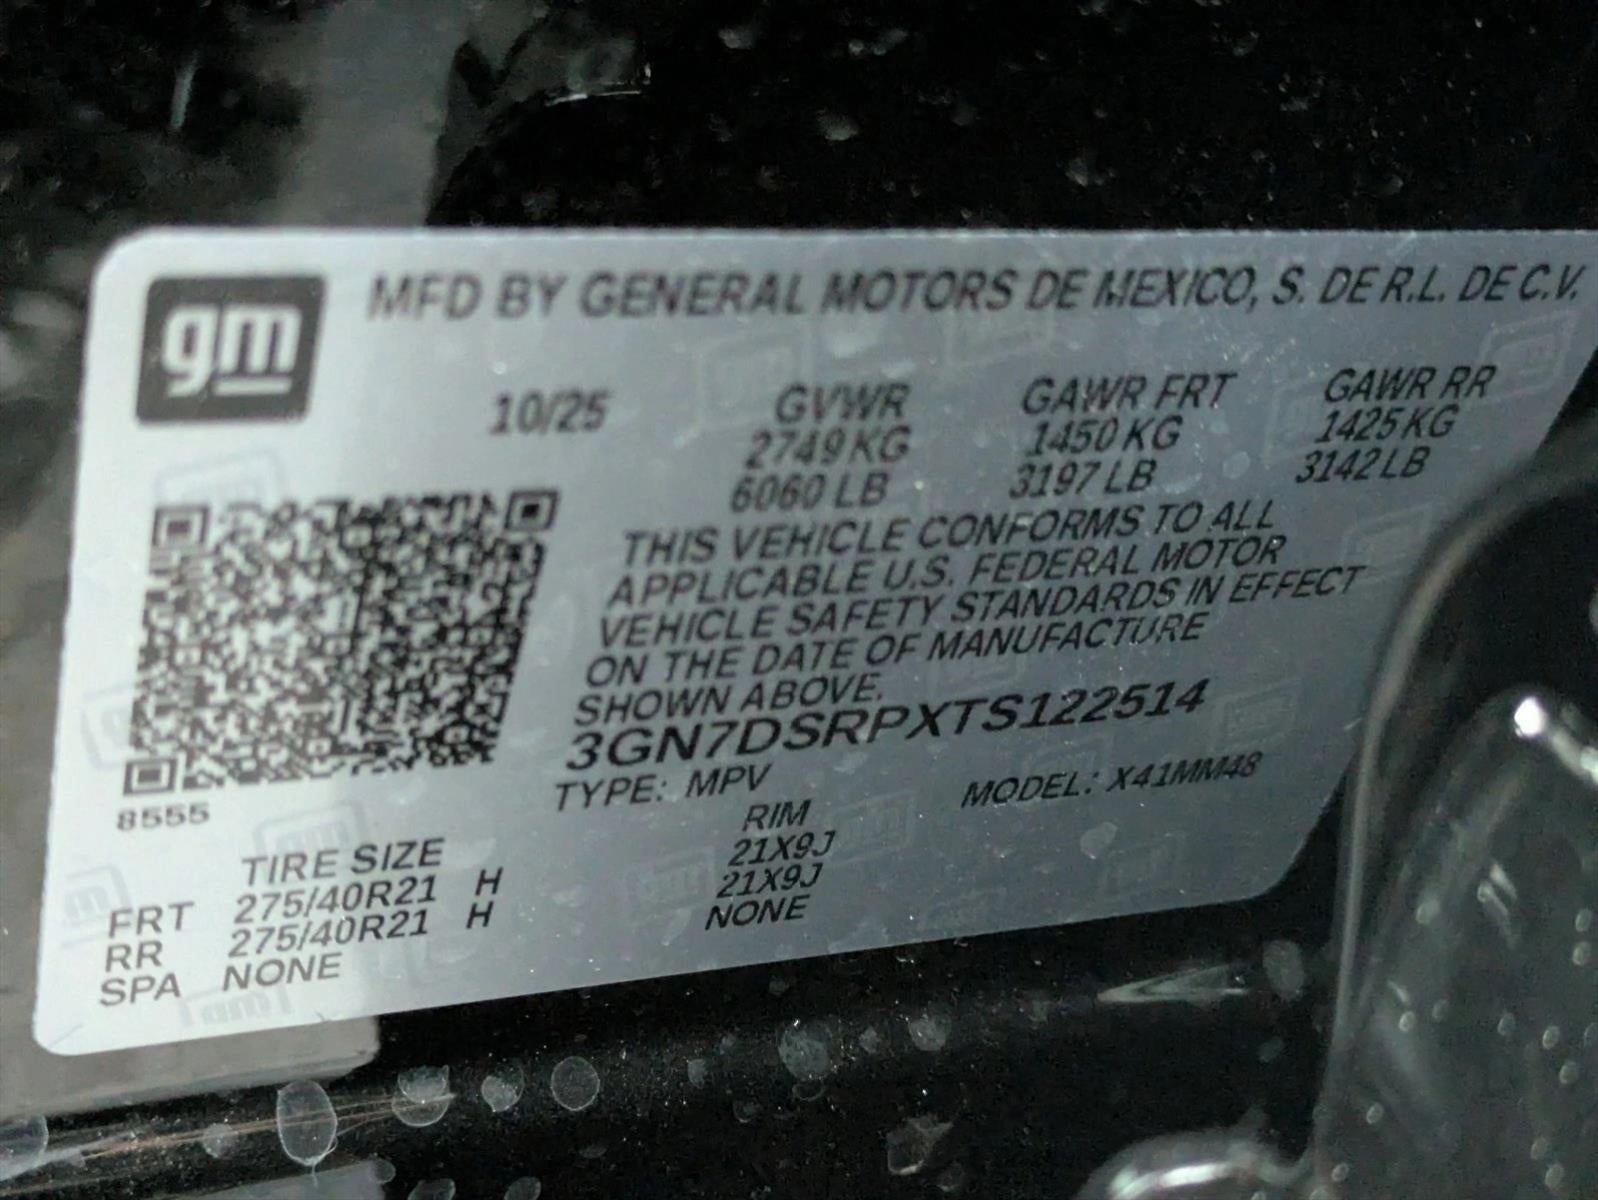 gm
MFD BY GENERAL MOTORS DE MEXICO, S. DE R.L. DE C.V.
10/25 GVWR GAWR FRT GAWR RR
2749 KG 1450 KG 1425 KG
6060 LB 3197 LB 3142 LB
THIS VEHICLE CONFORMS TO ALL
APPLICABLE U.S. FEDERAL MOTOR
VEHICLE SAFETY STANDARDS IN EFFECT
ON THE DATE OF MANUFACTURE
SHOWN ABOVE.
3GN7DSRPXTS122514
TYPE: MPV MODEL: X41MM48
8555
TIRE SIZE RIM
FRT 275/40R21 H 21X9J
RR 275/40R21 H 21X9J
SPA NONE NONE